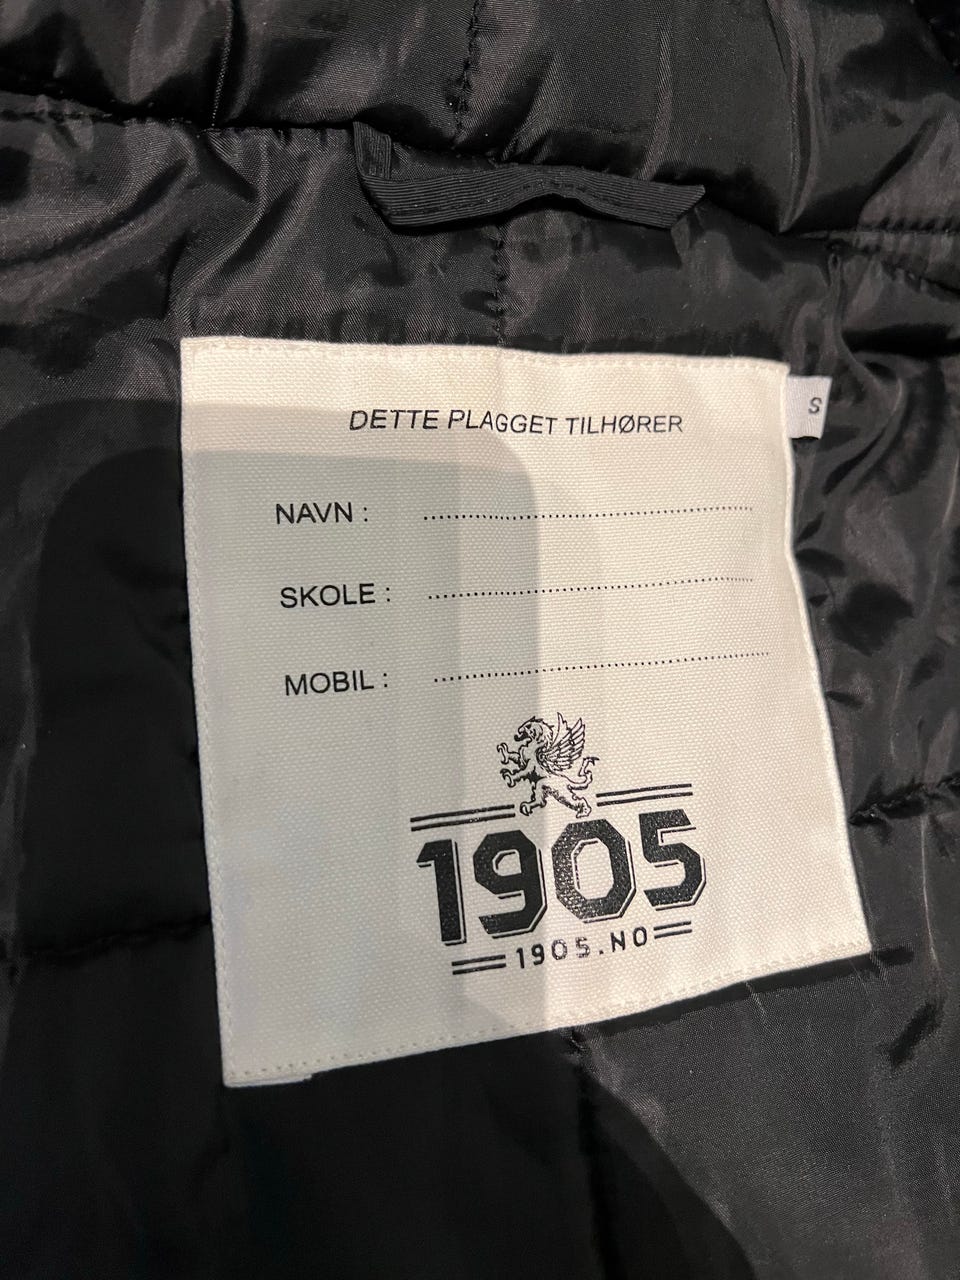 DETTE PLAGGET TILHØRER
S
NAVN :
SKOLE :
MOBIL :
1905
1905.NO